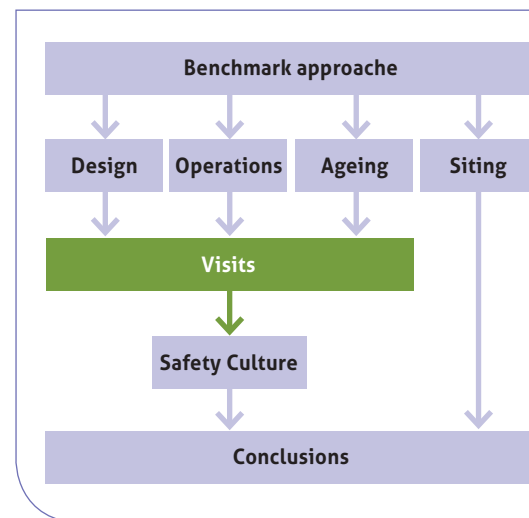 Benchmark approache
Design
Operations
Ageing
Siting
Visits
Safety Culture
Conclusions